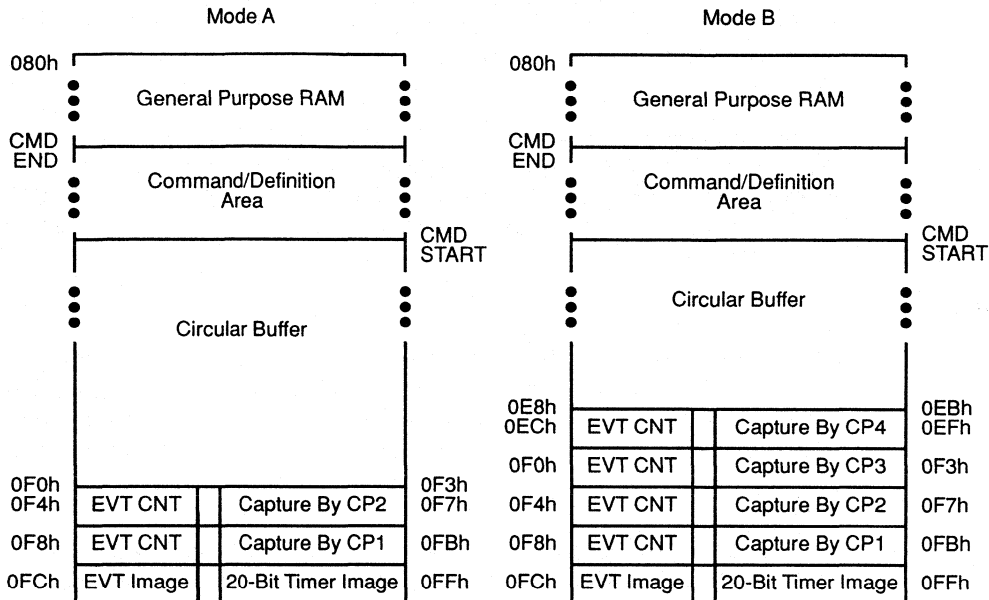 Mode A
080h
General Purpose RAM
CMD
END
Command/Definition
Area
CMD
START
Circular Buffer
0F0h 0F3h
0F4h EVT CNT Capture By CP2 0F7h
0F8h EVT CNT Capture By CP1 0FBh
0FCh EVT Image 20-Bit Timer Image 0FFh
Mode B
080h
General Purpose RAM
CMD
END
Command/Definition
Area
CMD
START
Circular Buffer
0E8h 0EBh
0ECh EVT CNT Capture By CP4 0EFh
0F0h EVT CNT Capture By CP3 0F3h
0F4h EVT CNT Capture By CP2 0F7h
0F8h EVT CNT Capture By CP1 0FBh
0FCh EVT Image 20-Bit Timer Image 0FFh